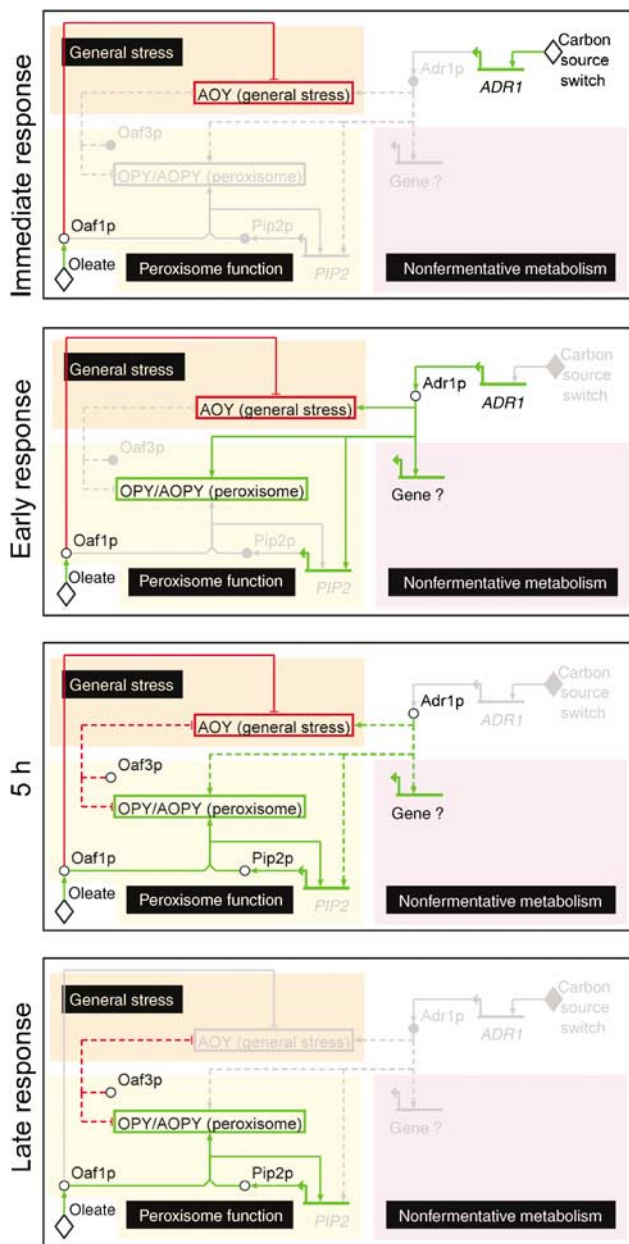 Immediate response
General stress
Carbon
source
switch
Adr1p
ADR1
AOY (general stress)
Oaf3p
Gene ?
OPY/AOPY (peroxisome)
Oaf1p
Pip2p
Oleate
Peroxisome function
PIP2
Nonfermentative metabolism
Early response
General stress
Carbon
source
switch
Adr1p
ADR1
AOY (general stress)
Oaf3p
OPY/AOPY (peroxisome)
Gene ?
Oaf1p
Pip2p
Oleate
Peroxisome function
PIP2
Nonfermentative metabolism
5 h
General stress
Carbon
source
switch
Adr1p
ADR1
AOY (general stress)
Oaf3p
OPY/AOPY (peroxisome)
Gene ?
Oaf1p
Pip2p
Oleate
Peroxisome function
PIP2
Nonfermentative metabolism
Late response
General stress
Carbon
source
switch
Adr1p
ADR1
AOY (general stress)
Oaf3p
OPY/AOPY (peroxisome)
Gene ?
Oaf1p
Pip2p
Oleate
Peroxisome function
PIP2
Nonfermentative metabolism